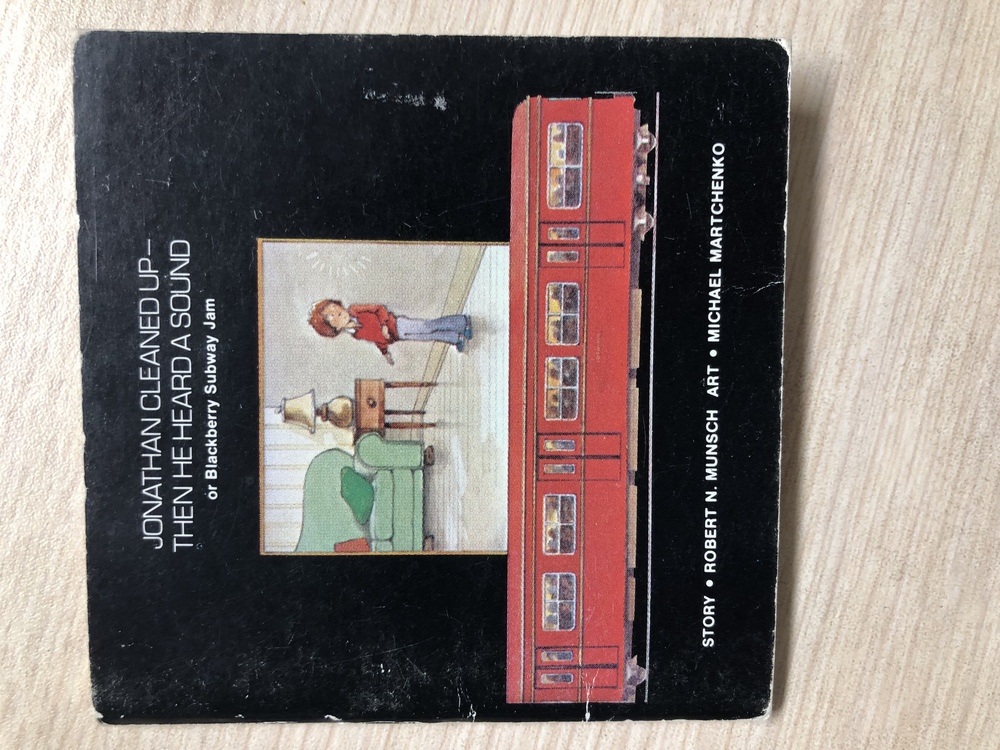 JONATHAN CLEANED UP—
THEN HE HEARD A SOUND
or Blackberry Subway Jam
STORY • ROBERT N. MUNSCH ART • MICHAEL MARTCHENKO